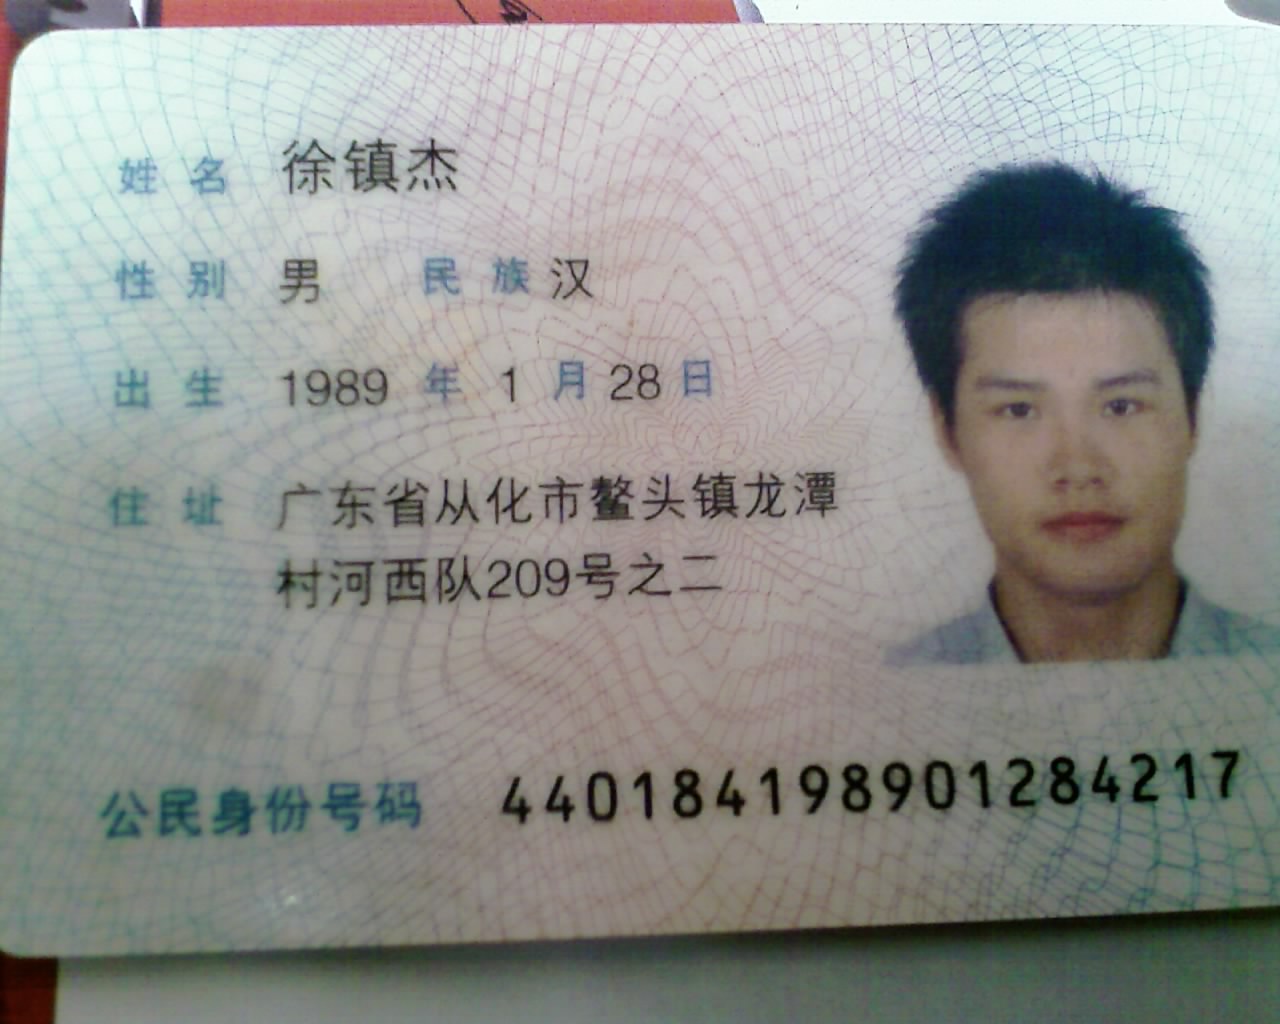 姓名 徐镇杰
性别 男 民族 汉
出生 1989 年 1 月 28 日
住址 广东省从化市鳌头镇龙潭
村河西队209号之二
公民身份号码 440184198901284217